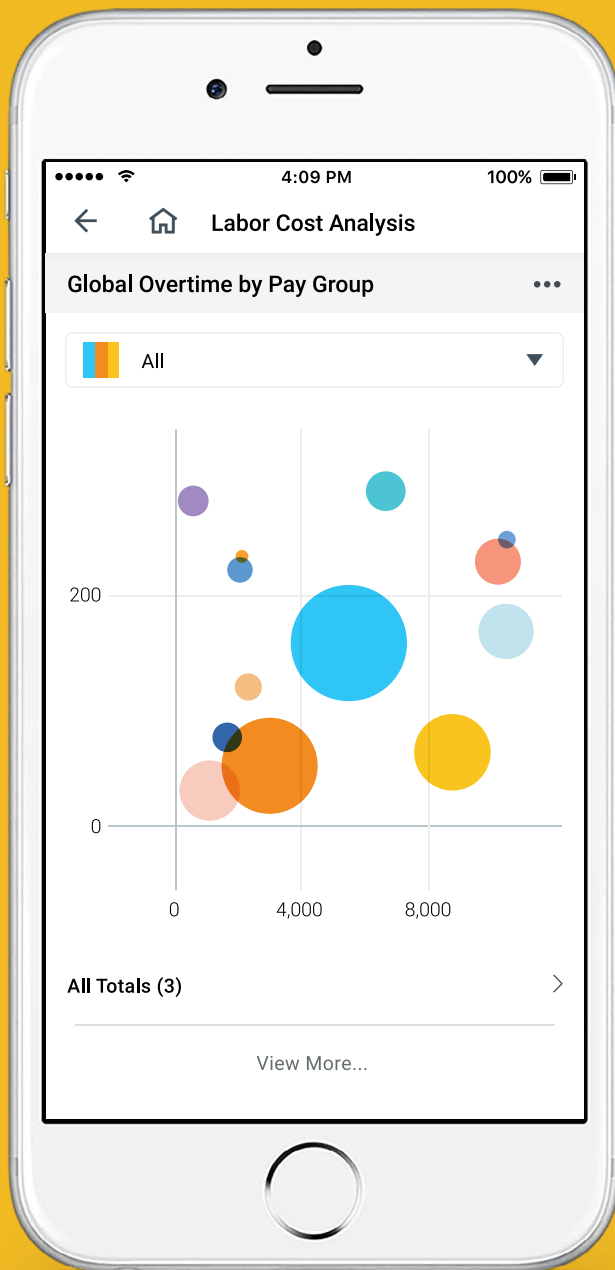 4:09 PM 100%
Labor Cost Analysis
Global Overtime by Pay Group
All
200
0
0 4,000 8,000
All Totals (3)
View More...